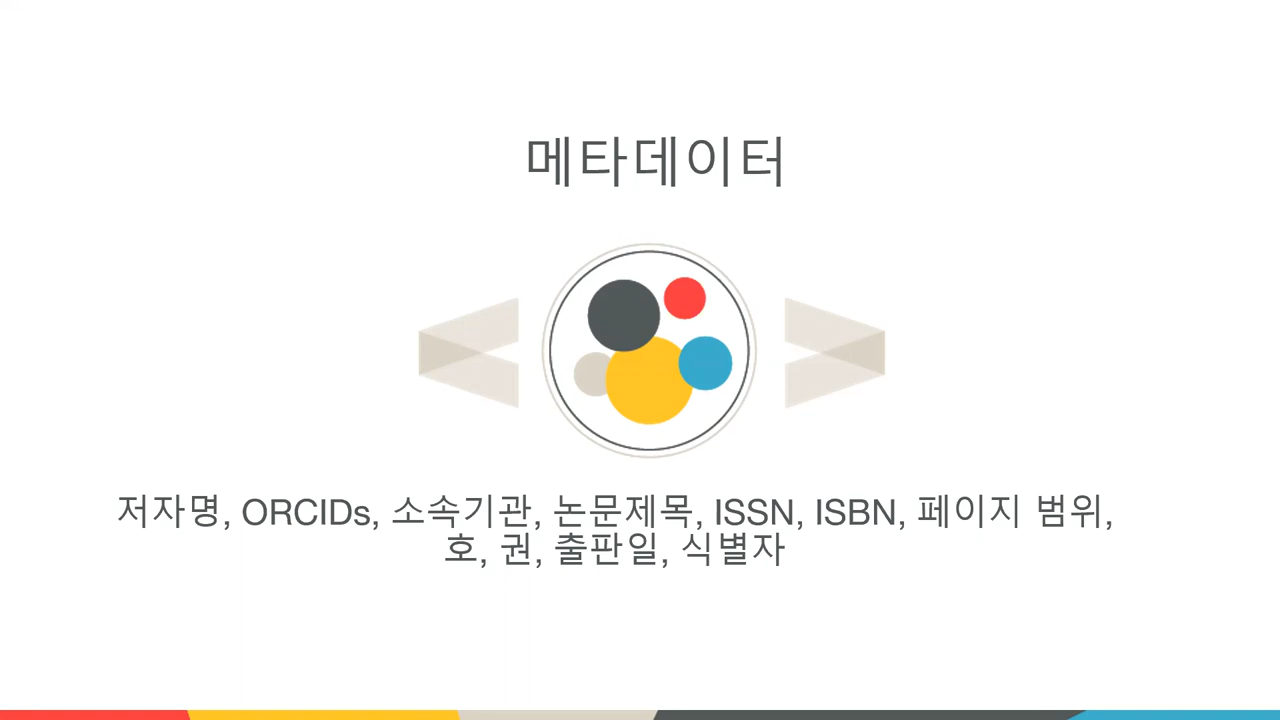 메타데이터
저자명, ORCIDs, 소속기관, 논문제목, ISSN, ISBN, 페이지 범위,
호, 권, 출판일, 식별자